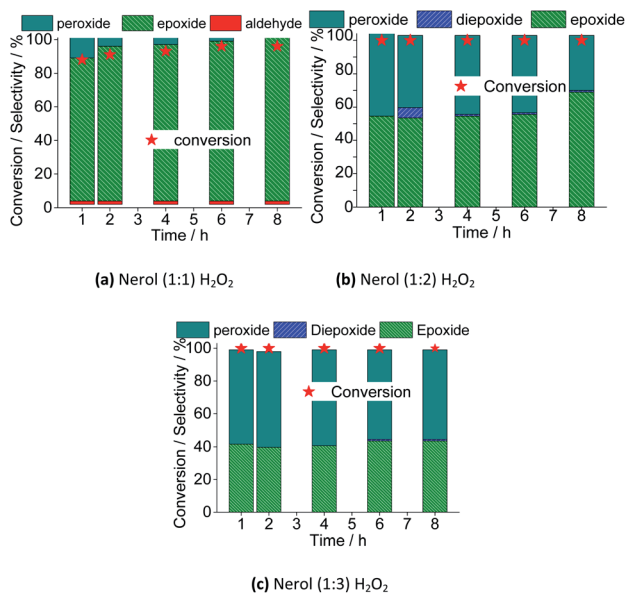 peroxide epoxide aldehyde
Conversion / Selectivity / %
100
80
60
40
20
0
conversion
1 2 3 4 5 6 7 8
Time / h
(a) Nerol (1:1) H₂O₂
peroxide diepoxide epoxide
Conversion / Selectivity / %
100
80
60
40
20
0
Conversion
1 2 3 4 5 6 7 8
Time / h
(b) Nerol (1:2) H₂O₂
peroxide Diepoxide Epoxide
Conversion / Selectivity / %
100
80
60
40
20
0
Conversion
1 2 3 4 5 6 7 8
Time / h
(c) Nerol (1:3) H₂O₂